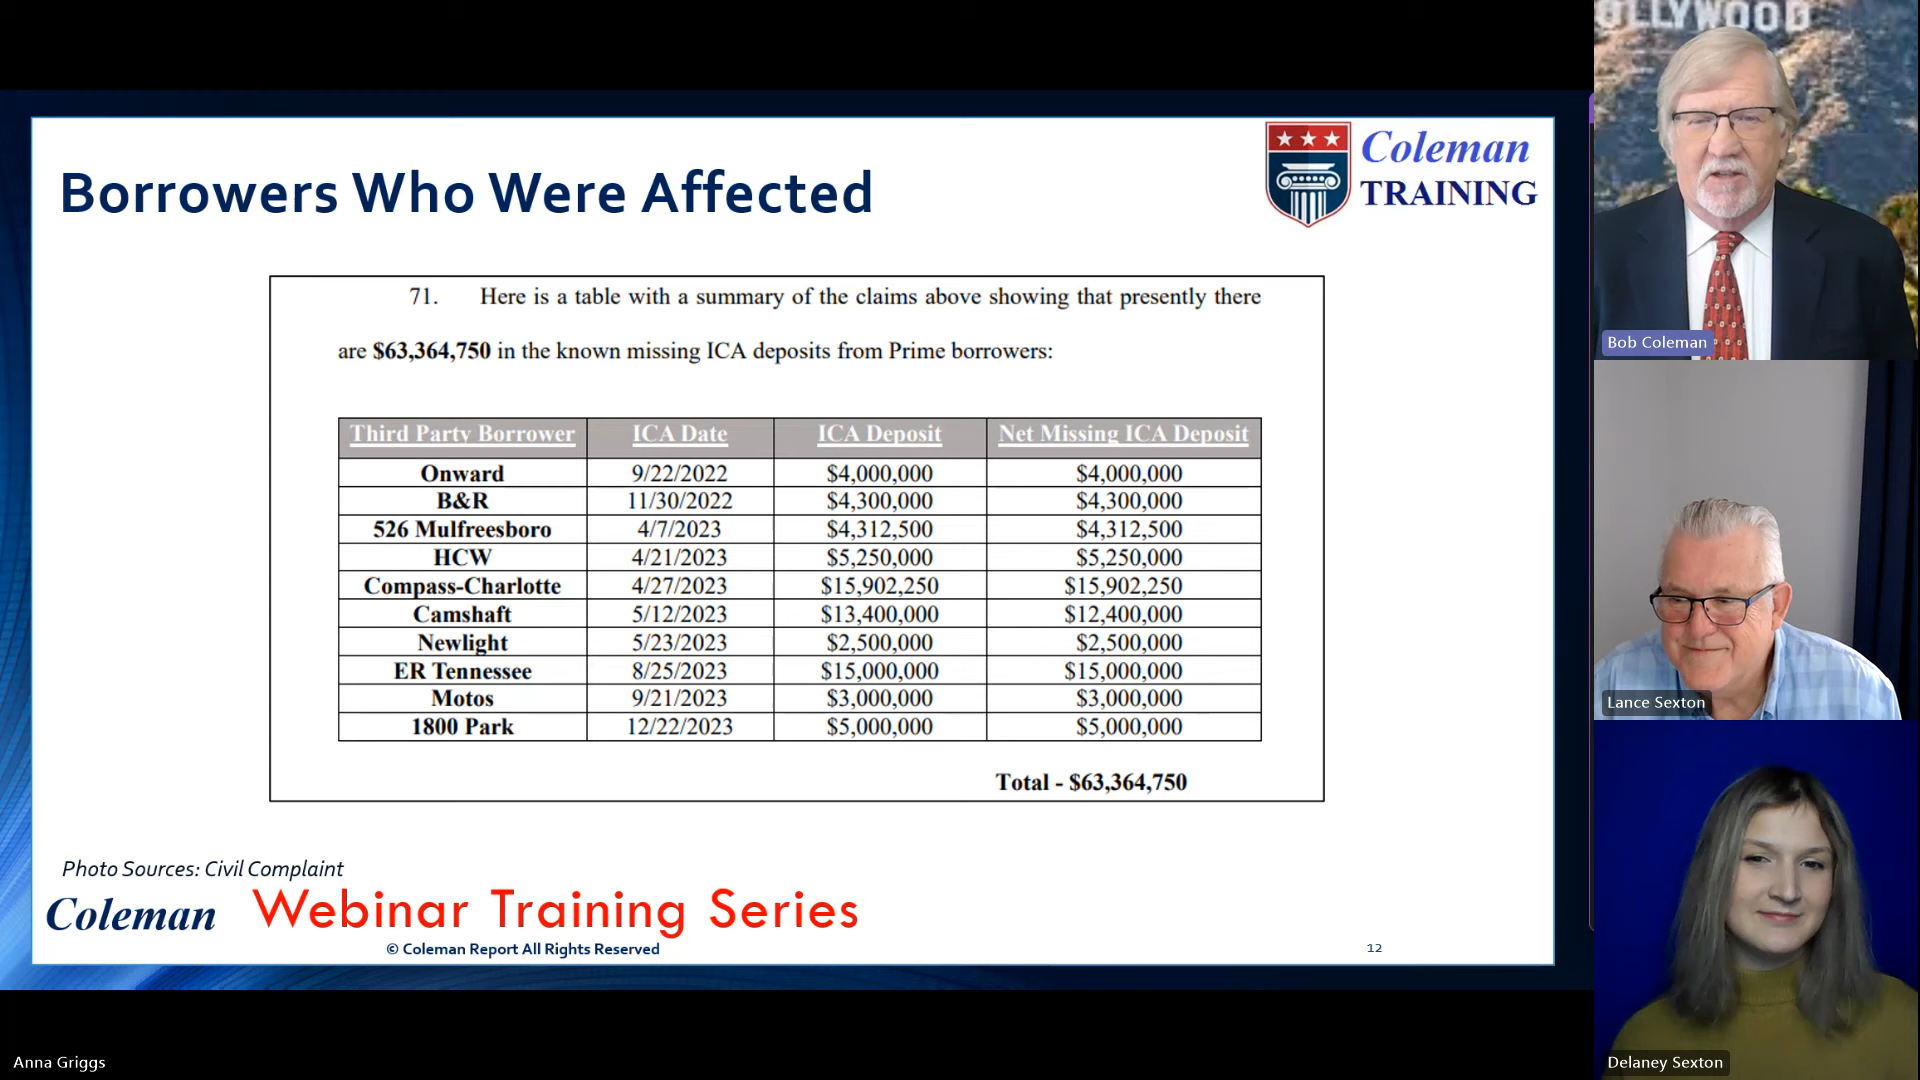 OLLYWOOD
Borrowers Who Were Affected
Coleman
TRAINING
71. Here is a table with a summary of the claims above showing that presently there
are $63,364,750 in the known missing ICA deposits from Prime borrowers:
Third Party Borrower ICA Date ICA Deposit Net Missing ICA Deposit
Onward 9/22/2022 $4,000,000 $4,000,000
B&R 11/30/2022 $4,300,000 $4,300,000
526 Mulfreesboro 4/7/2023 $4,312,500 $4,312,500
HCW 4/21/2023 $5,250,000 $5,250,000
Compass-Charlotte 4/27/2023 $15,902,250 $15,902,250
Camshaft 5/12/2023 $13,400,000 $12,400,000
Newlight 5/23/2023 $2,500,000 $2,500,000
ER Tennessee 8/25/2023 $15,000,000 $15,000,000
Motos 9/21/2023 $3,000,000 $3,000,000
1800 Park 12/22/2023 $5,000,000 $5,000,000
Total - $63,364,750
Photo Sources: Civil Complaint
Coleman Webinar Training Series
© Coleman Report All Rights Reserved
12
Anna Griggs
Bob Coleman
Lance Sexton
Delaney Sexton